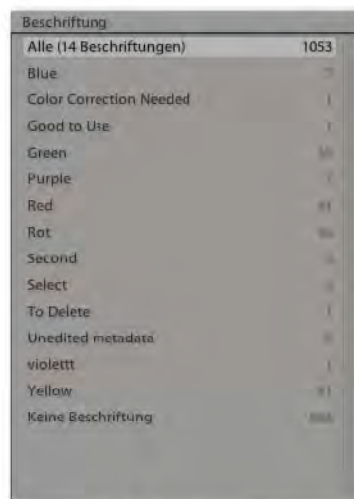 Beschriftung
Alle (14 Beschriftungen) 1053
Blue
Color Correction Needed
Good to Use
Green
Purple
Red
Rot
Second
Select
To Delete
Unedited metadata
violettt
Yellow
Keine Beschriftung